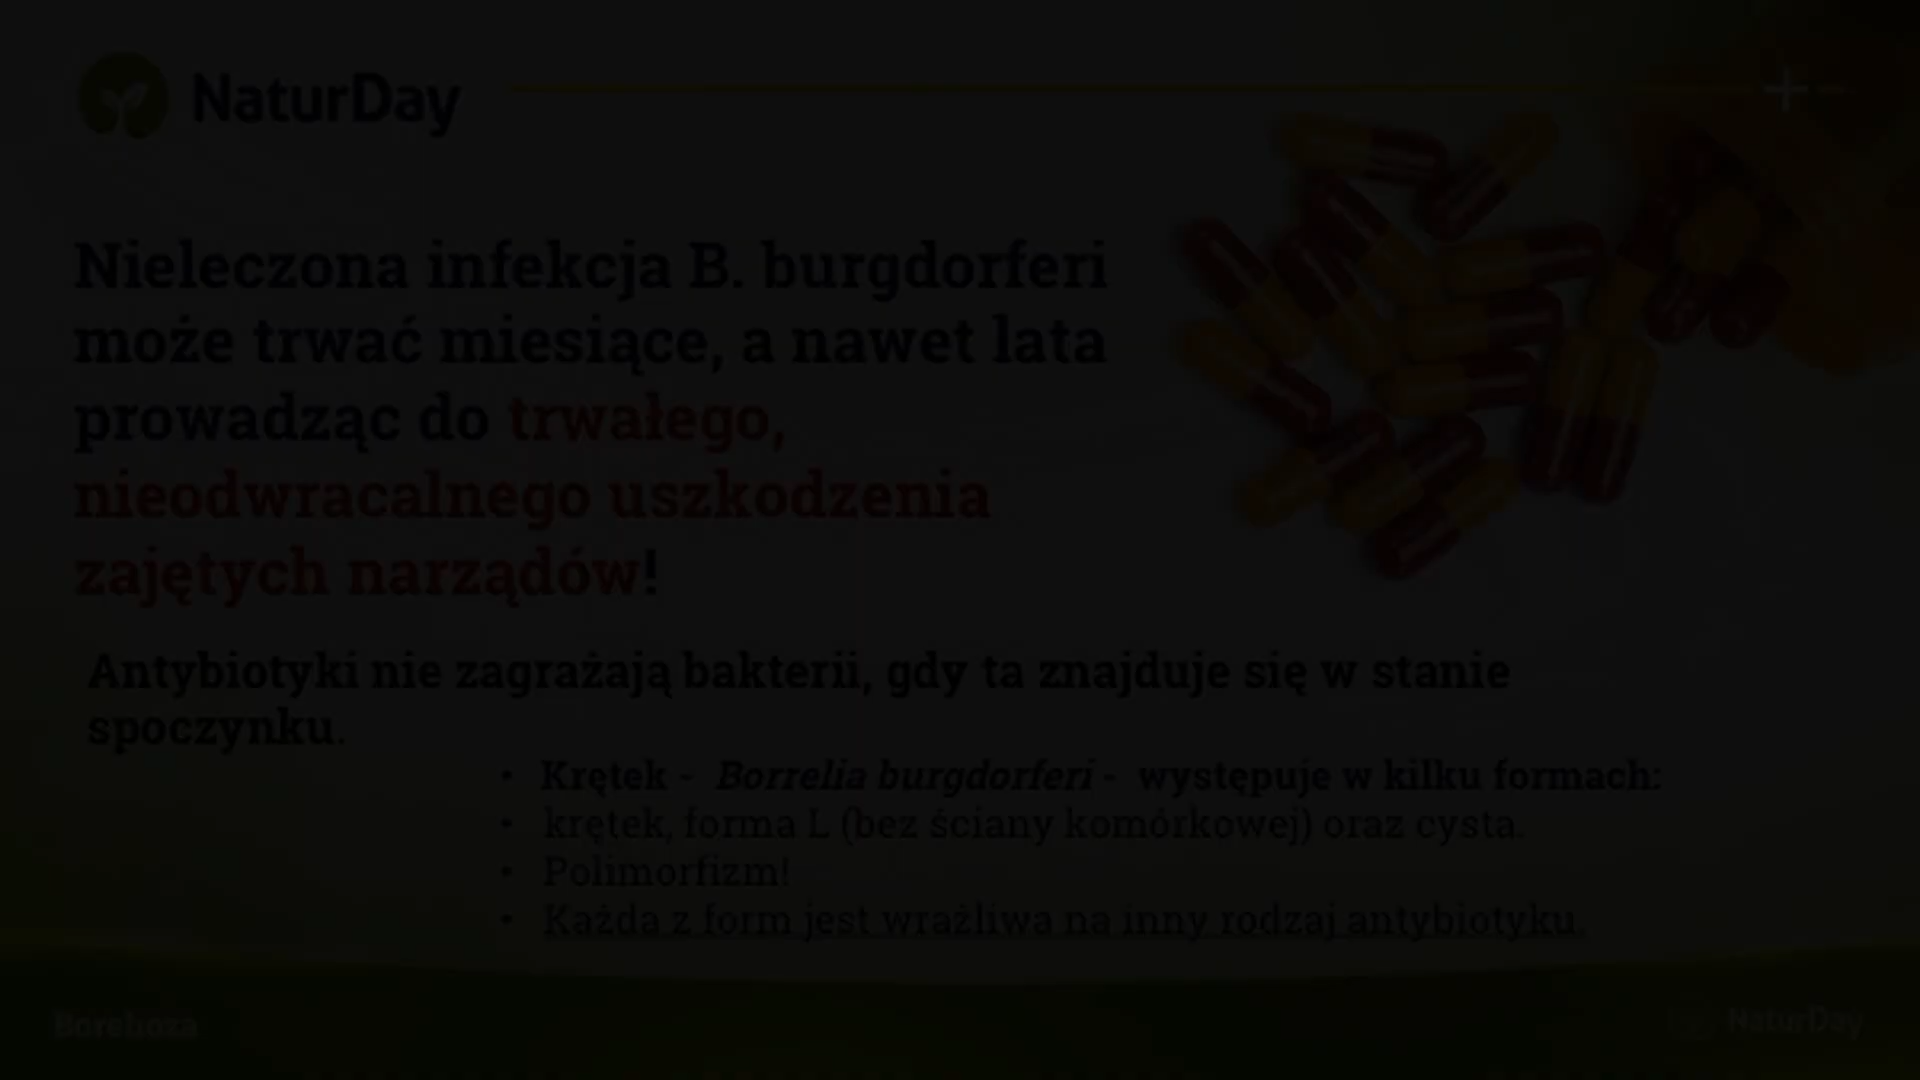 NaturDay
Nieleczona infekcja B. burgdorferi
może trwać miesiące, a nawet lata
prowadząc do trwałego,
nieodwracalnego uszkodzenia
zajętych narządów!
Antybiotyki nie zagrażają bakterii, gdy ta znajduje się w stanie
spoczynku.
• Krętek - Borrelia burgdorferi - występuje w kilku formach:
• krętek, forma L (bez ściany komórkowej) oraz cysta.
• Polimorfizm!
• Każda z form jest wrażliwa na inny rodzaj antybiotyku.
NaturDay